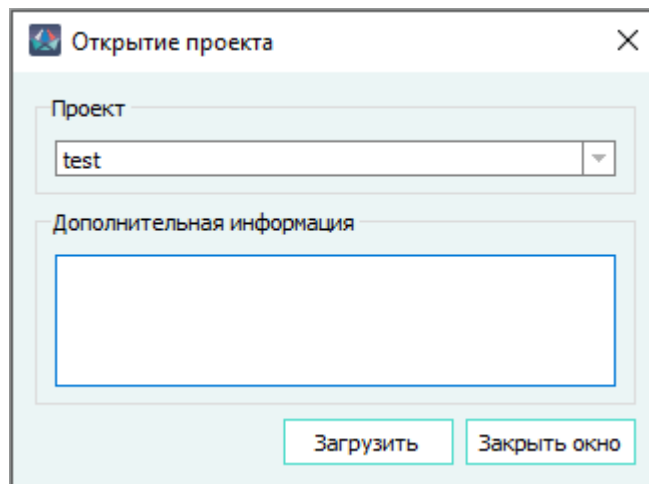 Открытие проекта
Проект
test
Дополнительная информация
Загрузить Закрыть окно